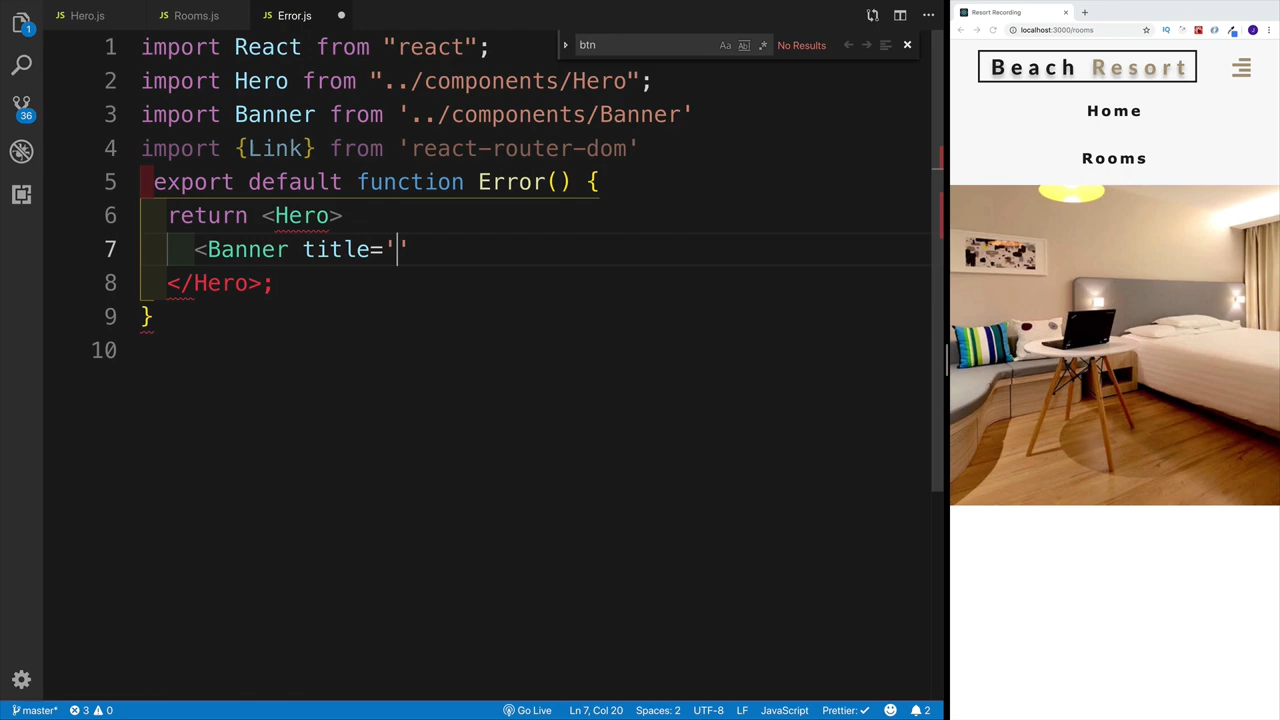 Hero.js
Rooms.js
Error.js
Resort Recording
localhost:3000/rooms
btn
Aa
Ab
.*
No Results
1 import React from "react";
2 import Hero from "../components/Hero";
3 import Banner from '../components/Banner'
4 import {Link} from 'react-router-dom'
5 export default function Error() {
6 return <Hero>
7 <Banner title=''
8 </Hero>;
9 }
10
Beach Resort
Home
Rooms
1
36
master*
3
0
Go Live
Ln 7, Col 20
Spaces: 2
UTF-8
LF
JavaScript
Prettier: ✓
2